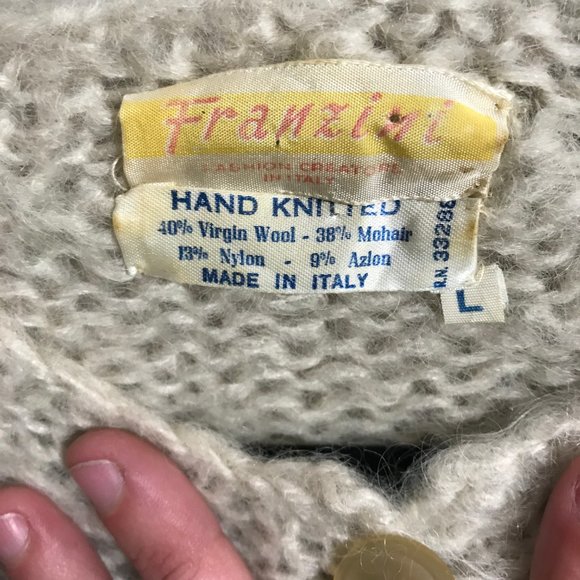 Franzini
FASHION CREATORS
IN ITALY
HAND KNITTED
40% Virgin Wool - 38% Mohair
13% Nylon - 9% Azlon
MADE IN ITALY
R.N. 33288
L